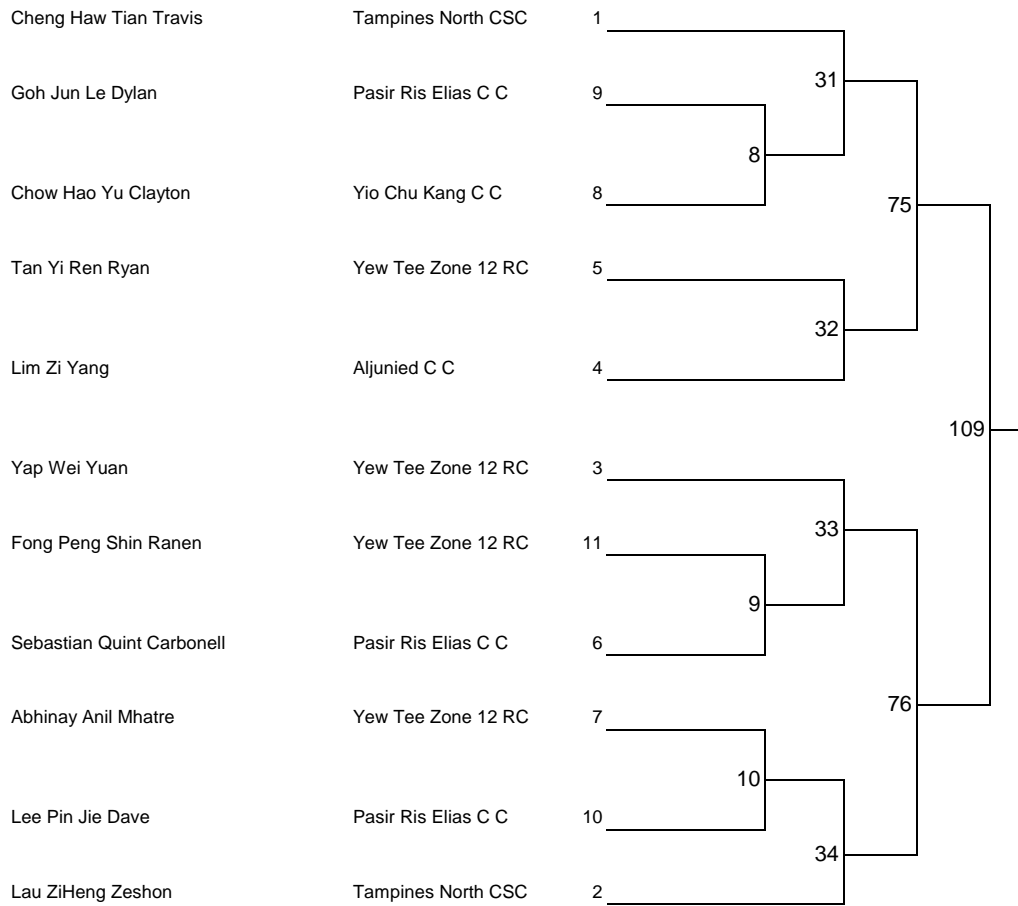 Cheng Haw Tian Travis Tampines North CSC 1
31
Goh Jun Le Dylan Pasir Ris Elias C C 9
8
Chow Hao Yu Clayton Yio Chu Kang C C 8
75
Tan Yi Ren Ryan Yew Tee Zone 12 RC 5
32
Lim Zi Yang Aljunied C C 4
109
Yap Wei Yuan Yew Tee Zone 12 RC 3
33
Fong Peng Shin Ranen Yew Tee Zone 12 RC 11
9
Sebastian Quint Carbonell Pasir Ris Elias C C 6
76
Abhinay Anil Mhatre Yew Tee Zone 12 RC 7
10
Lee Pin Jie Dave Pasir Ris Elias C C 10
34
Lau ZiHeng Zeshon Tampines North CSC 2